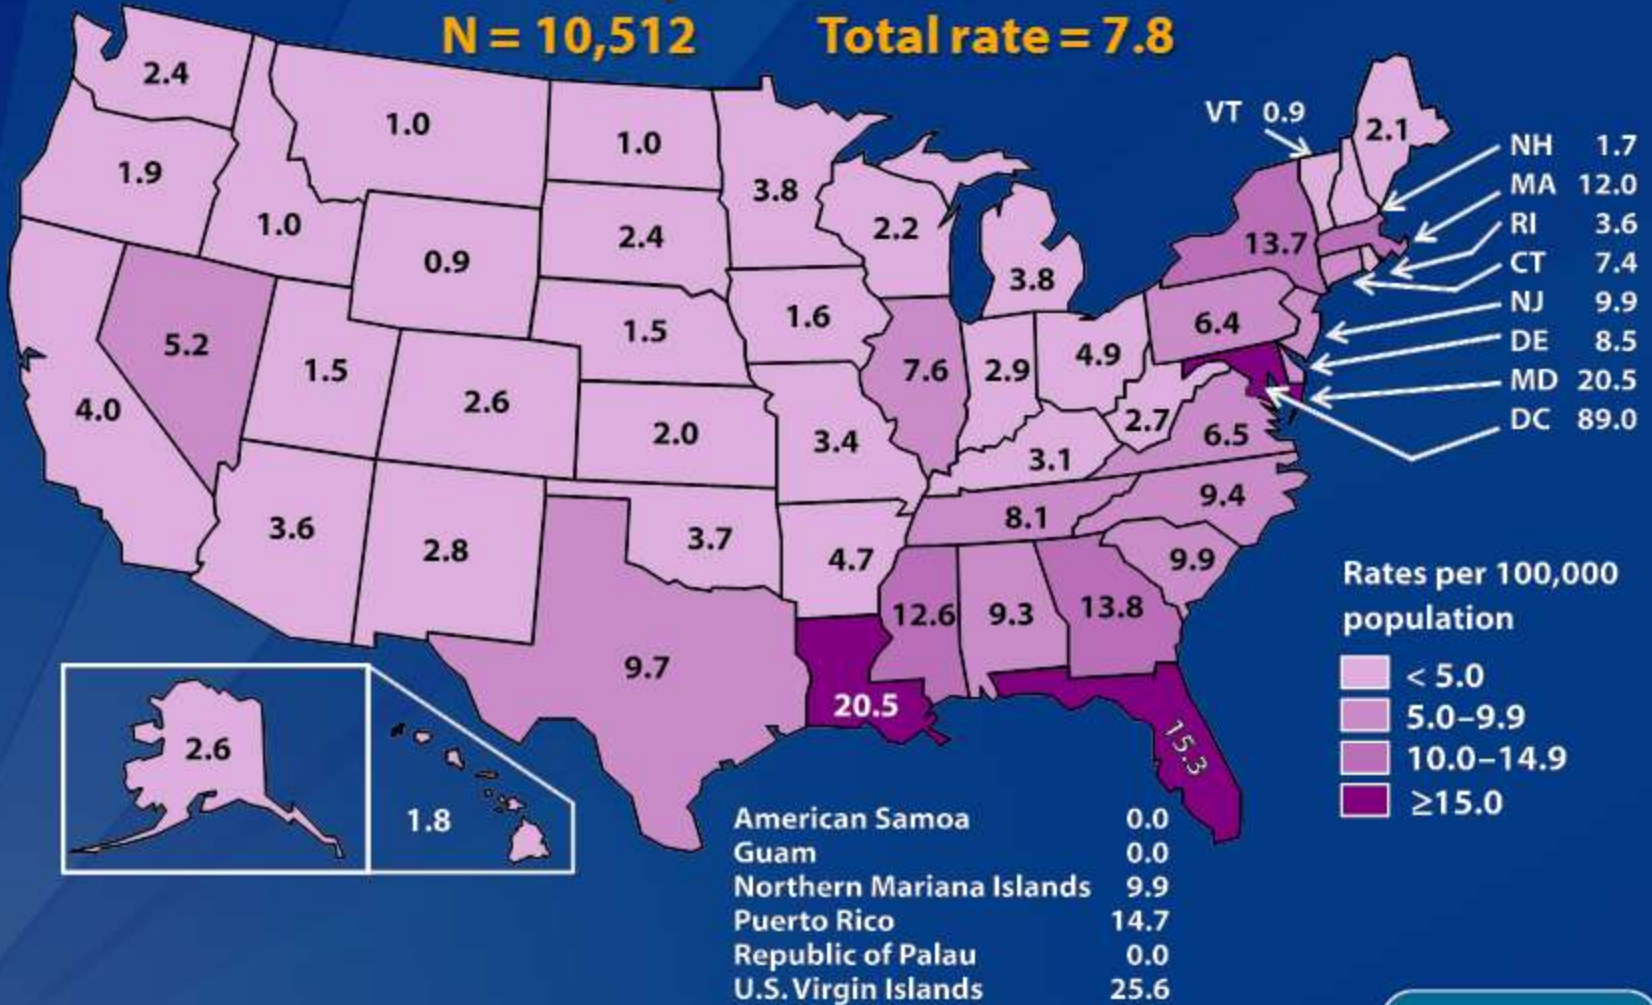 N = 10,512 Total rate = 7.8
2.4
1.0
1.0
VT 0.9
2.1
1.9
1.0
0.9
2.4
3.8
2.2
3.8
13.7
NH 1.7
MA 12.0
RI 3.6
CT 7.4
NJ 9.9
DE 8.5
MD 20.5
DC 89.0
5.2
1.5
1.5
1.6
7.6
2.9
4.9
6.4
4.0
2.6
2.0
3.4
3.1
2.7
6.5
3.6
2.8
3.7
4.7
8.1
9.4
9.7
20.5
12.6
9.3
13.8
9.9
15.3
Rates per 100,000
population
< 5.0
5.0–9.9
10.0–14.9
≥15.0
2.6
1.8
American Samoa 0.0
Guam 0.0
Northern Mariana Islands 9.9
Puerto Rico 14.7
Republic of Palau 0.0
U.S. Virgin Islands 25.6